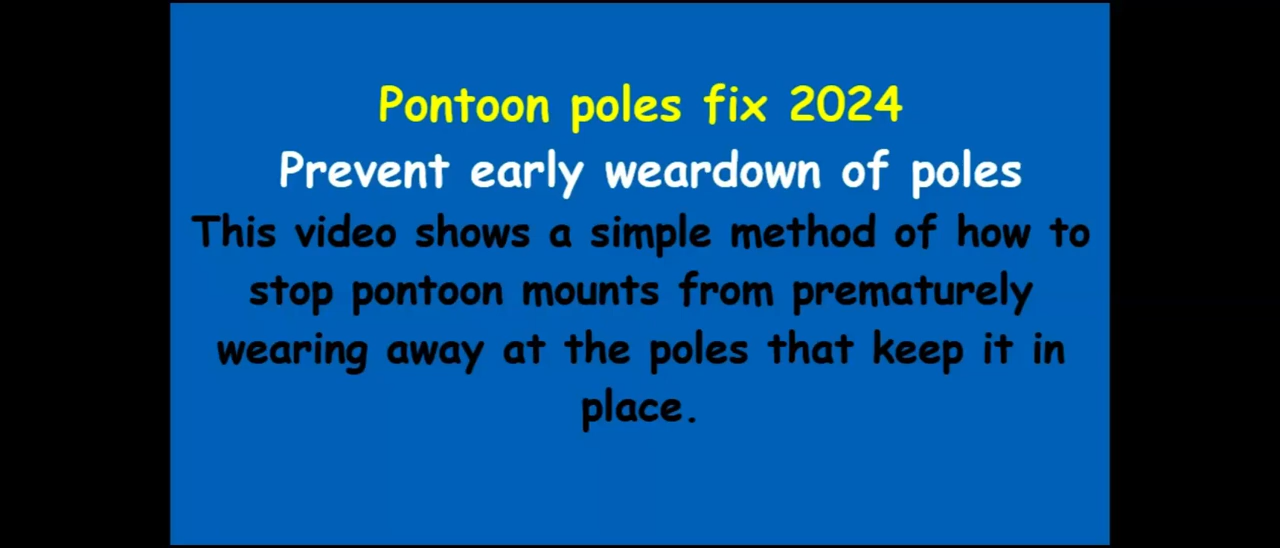 Pontoon poles fix 2024
Prevent early weardown of poles
This video shows a simple method of how to
stop pontoon mounts from prematurely
wearing away at the poles that keep it in
place.